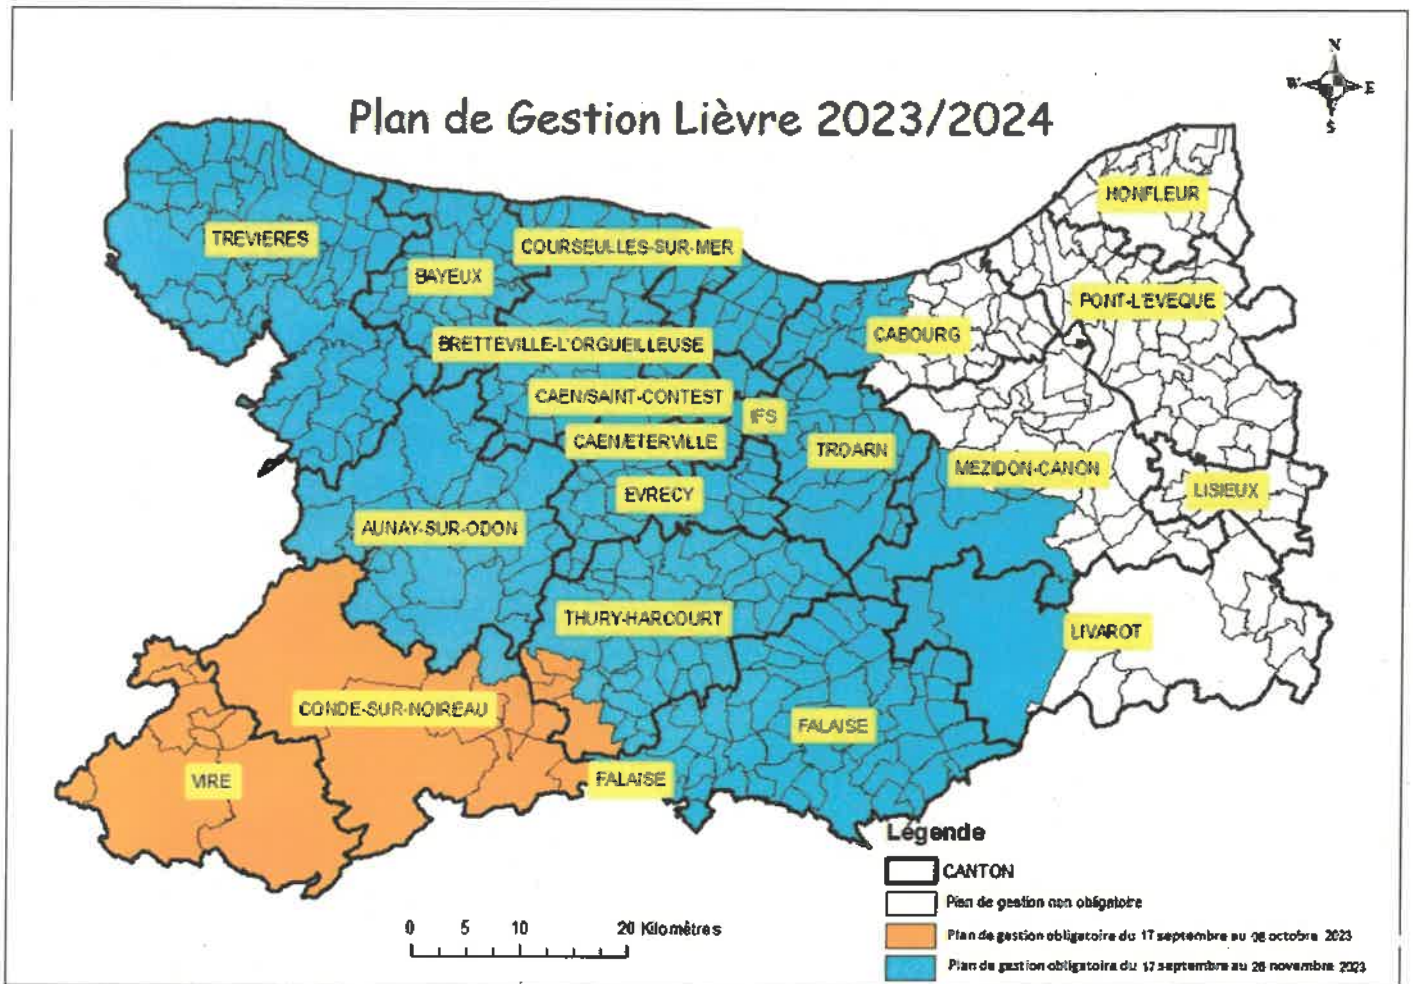 N
W E
S
Plan de Gestion Lièvre 2023/2024
HONFLEUR
TREVIERES
COURSEULLES-SUR-MER
BAYEUX
PONT-L'EVEQUE
CABOURG
BRETTEVILLE-L'ORGUEILLEUSE
CAEN/SAINT-CONTEST
IFS
CAEN/ETERVILLE
TROARN
MEZIDON-CANON
LISIEUX
EVRECY
AUNAY-SUR-ODON
THURY-HARCOURT
LIVAROT
CONDE-SUR-NOIREAU
FALAISE
VIRE
FALAISE
Légende
CANTON
Plan de gestion non obligatoire
Plan de gestion obligatoire du 17 septembre au octobre 2023
Plan de gestion obligatoire du 17 septembre au novembre 2023
0 5 10 20 Kilomètres